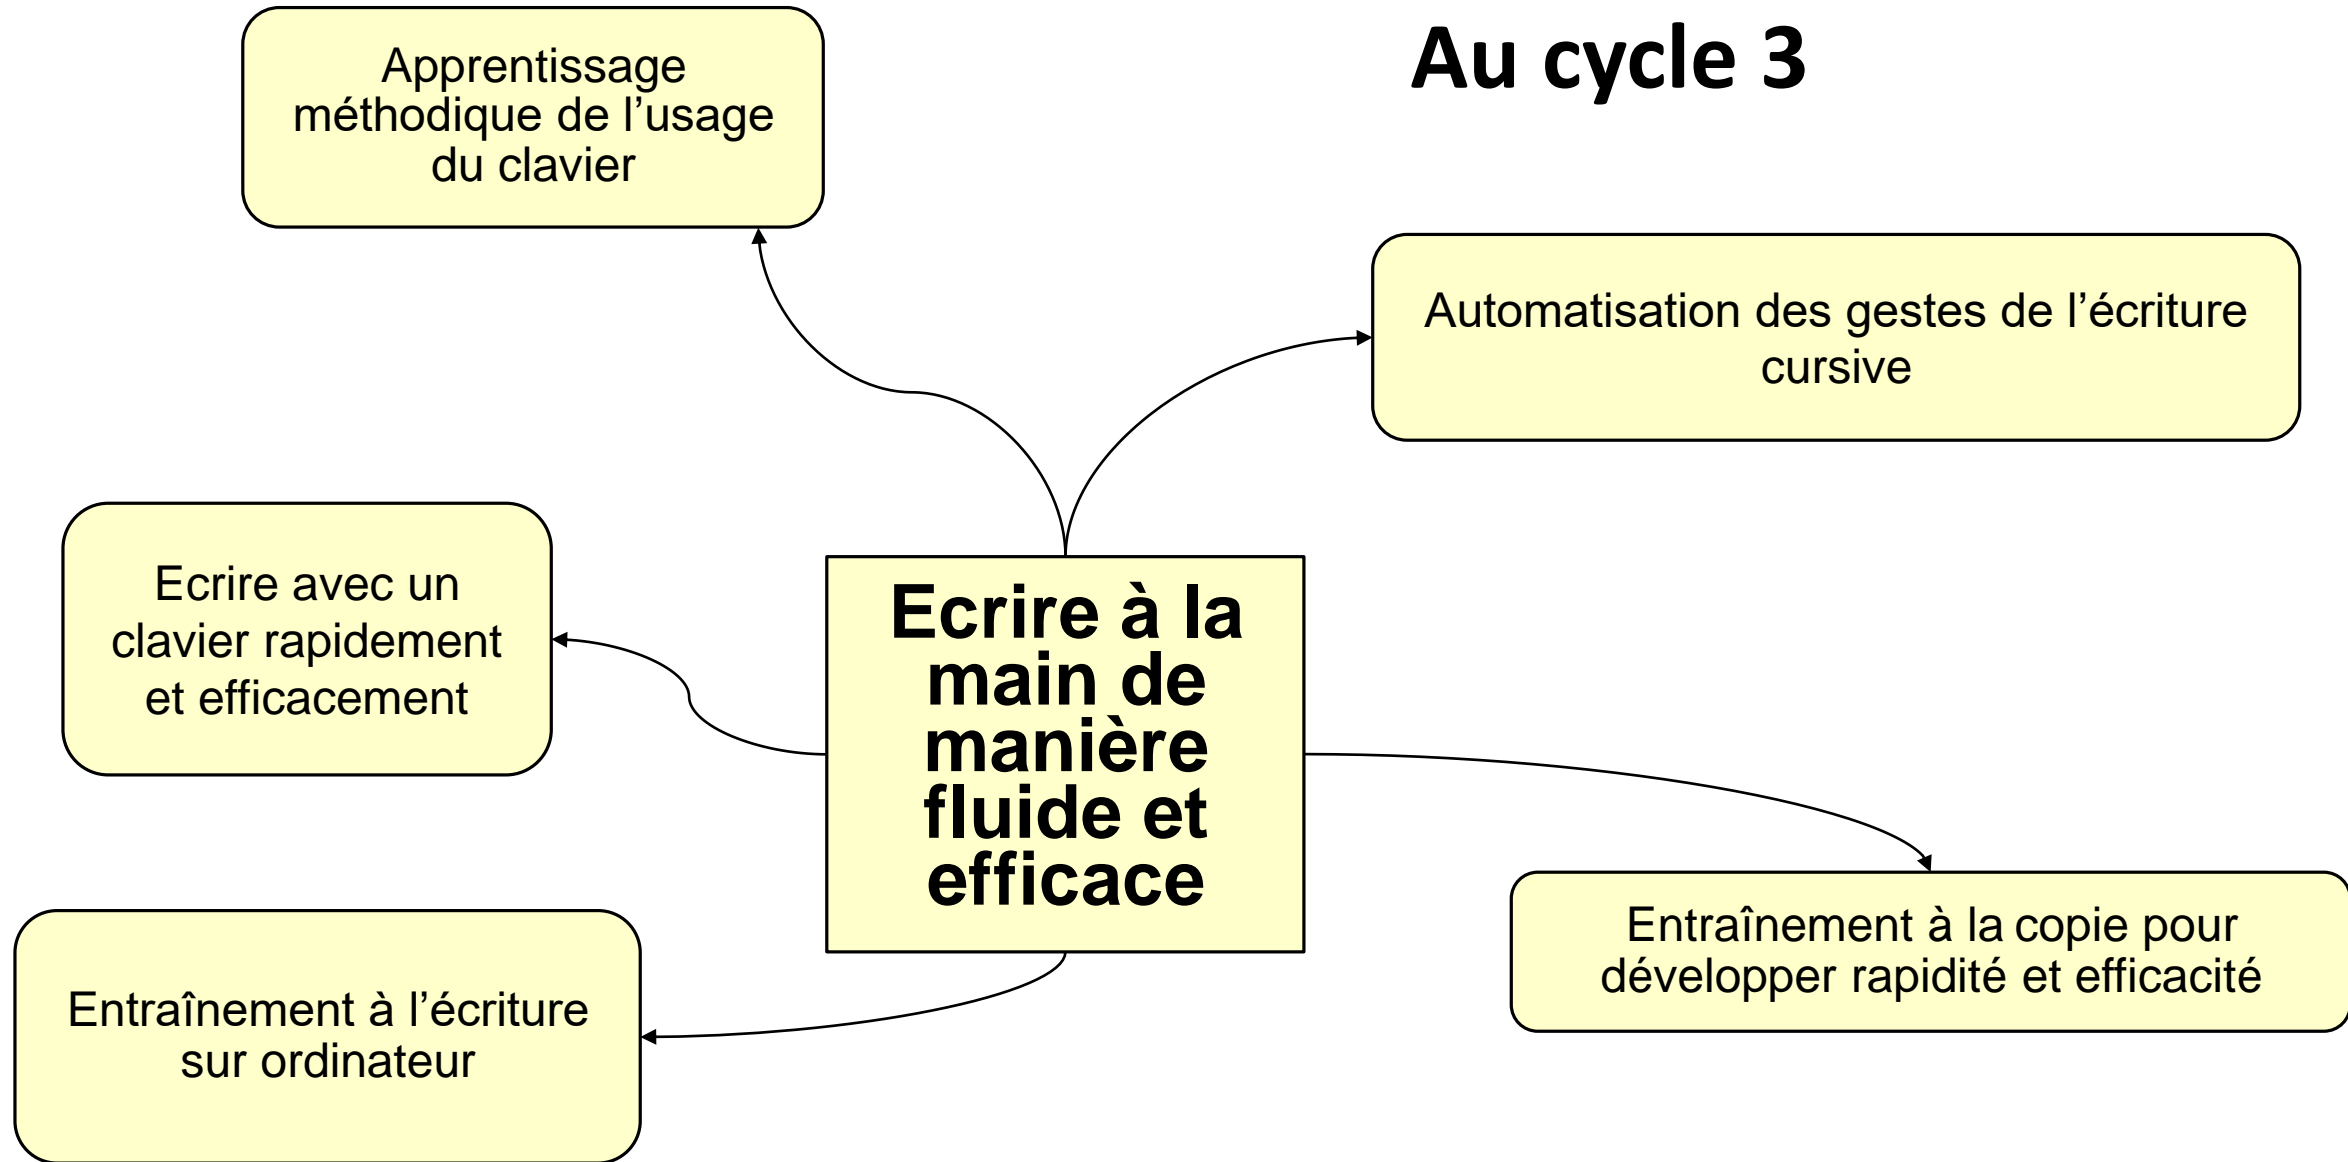 Au cycle 3
Apprentissage
méthodique de l’usage
du clavier
Automatisation des gestes de l’écriture
cursive
Ecrire avec un
clavier rapidement
et efficacement
Ecrire à la
main de
manière
fluide et
efficace
Entraînement à la copie pour
développer rapidité et efficacité
Entraînement à l’écriture
sur ordinateur